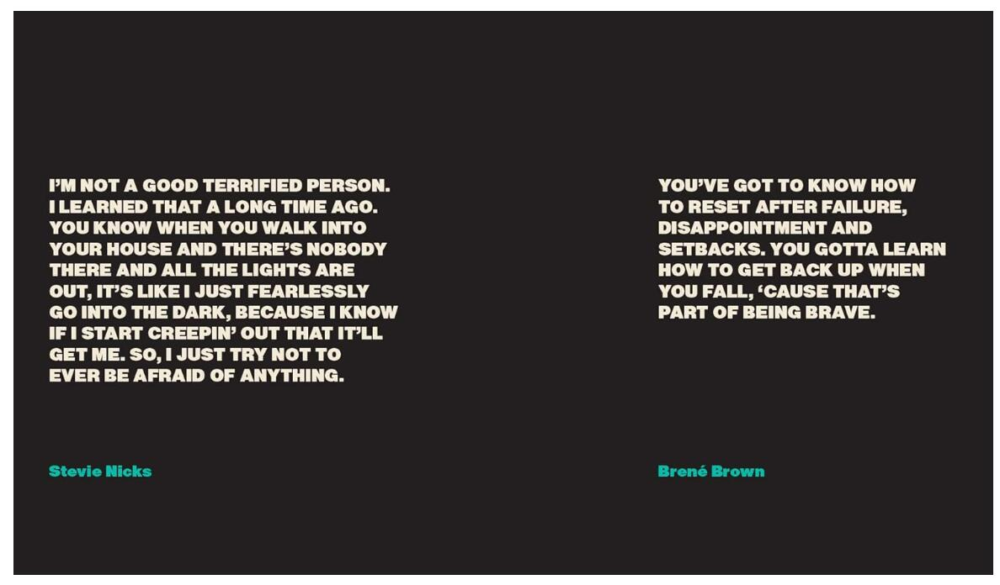 I'M NOT A GOOD TERRIFIED PERSON.
I LEARNED THAT A LONG TIME AGO.
YOU KNOW WHEN YOU WALK INTO
YOUR HOUSE AND THERE'S NOBODY
THERE AND ALL THE LIGHTS ARE
OUT, IT'S LIKE I JUST FEARLESSLY
GO INTO THE DARK, BECAUSE I KNOW
IF I START CREEPIN' OUT THAT IT'LL
GET ME. SO, I JUST TRY NOT TO
EVER BE AFRAID OF ANYTHING.
Stevie Nicks
YOU'VE GOT TO KNOW HOW
TO RESET AFTER FAILURE,
DISAPPOINTMENT AND
SETBACKS. YOU GOTTA LEARN
HOW TO GET BACK UP WHEN
YOU FALL, ‘CAUSE THAT'S
PART OF BEING BRAVE.
Brené Brown